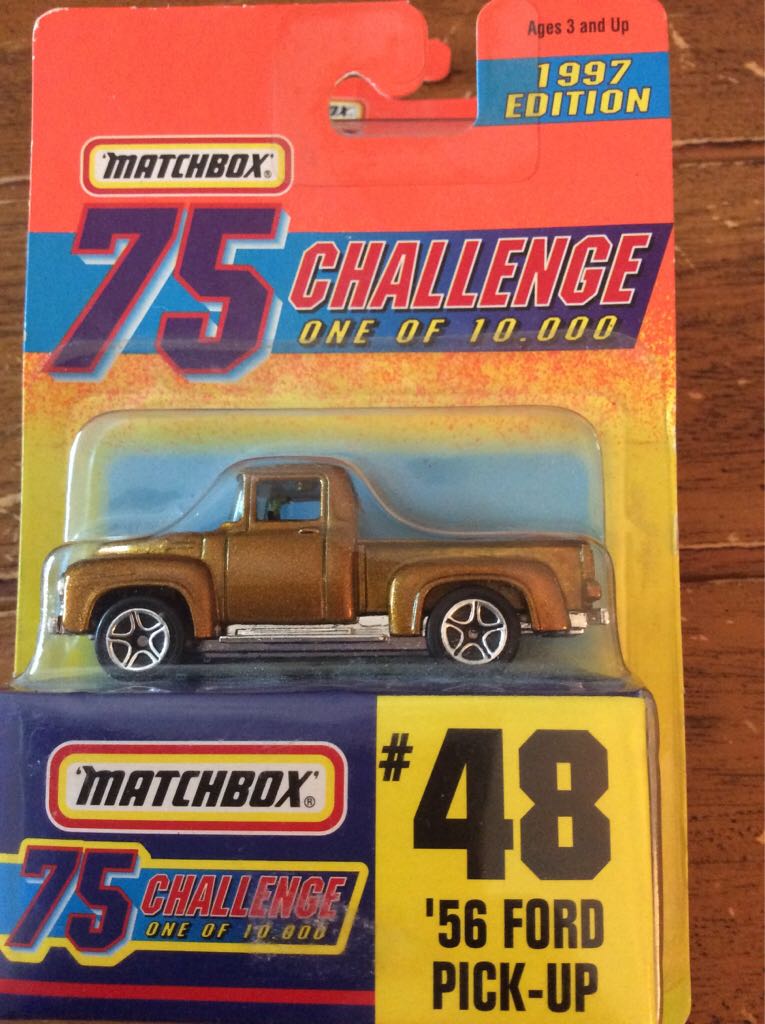 Ages 3 and Up
1997
EDITION
MATCHBOX®
75
CHALLENGE
ONE OF 10.000
MATCHBOX®
75 CHALLENGE
ONE OF 10.000
#48
'56 FORD
PICK-UP